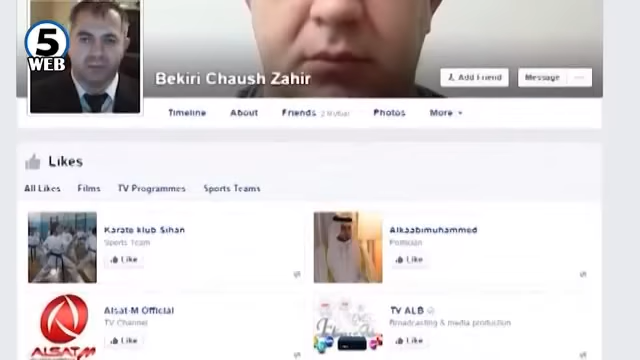 5
WEB
Bekiri Chaush Zahir
Add Friend
Message
Timeline
About
Friends
Photos
More
Likes
All Likes
Films
TV Programmes
Sports Teams
Karate klub Shan
Sports Team
Like
Alkaabimuhammed
Politician
Like
Alsat-M Official
TV Channel
Like
ALSAT-M
TV ALB
Broadcasting & media production
Like